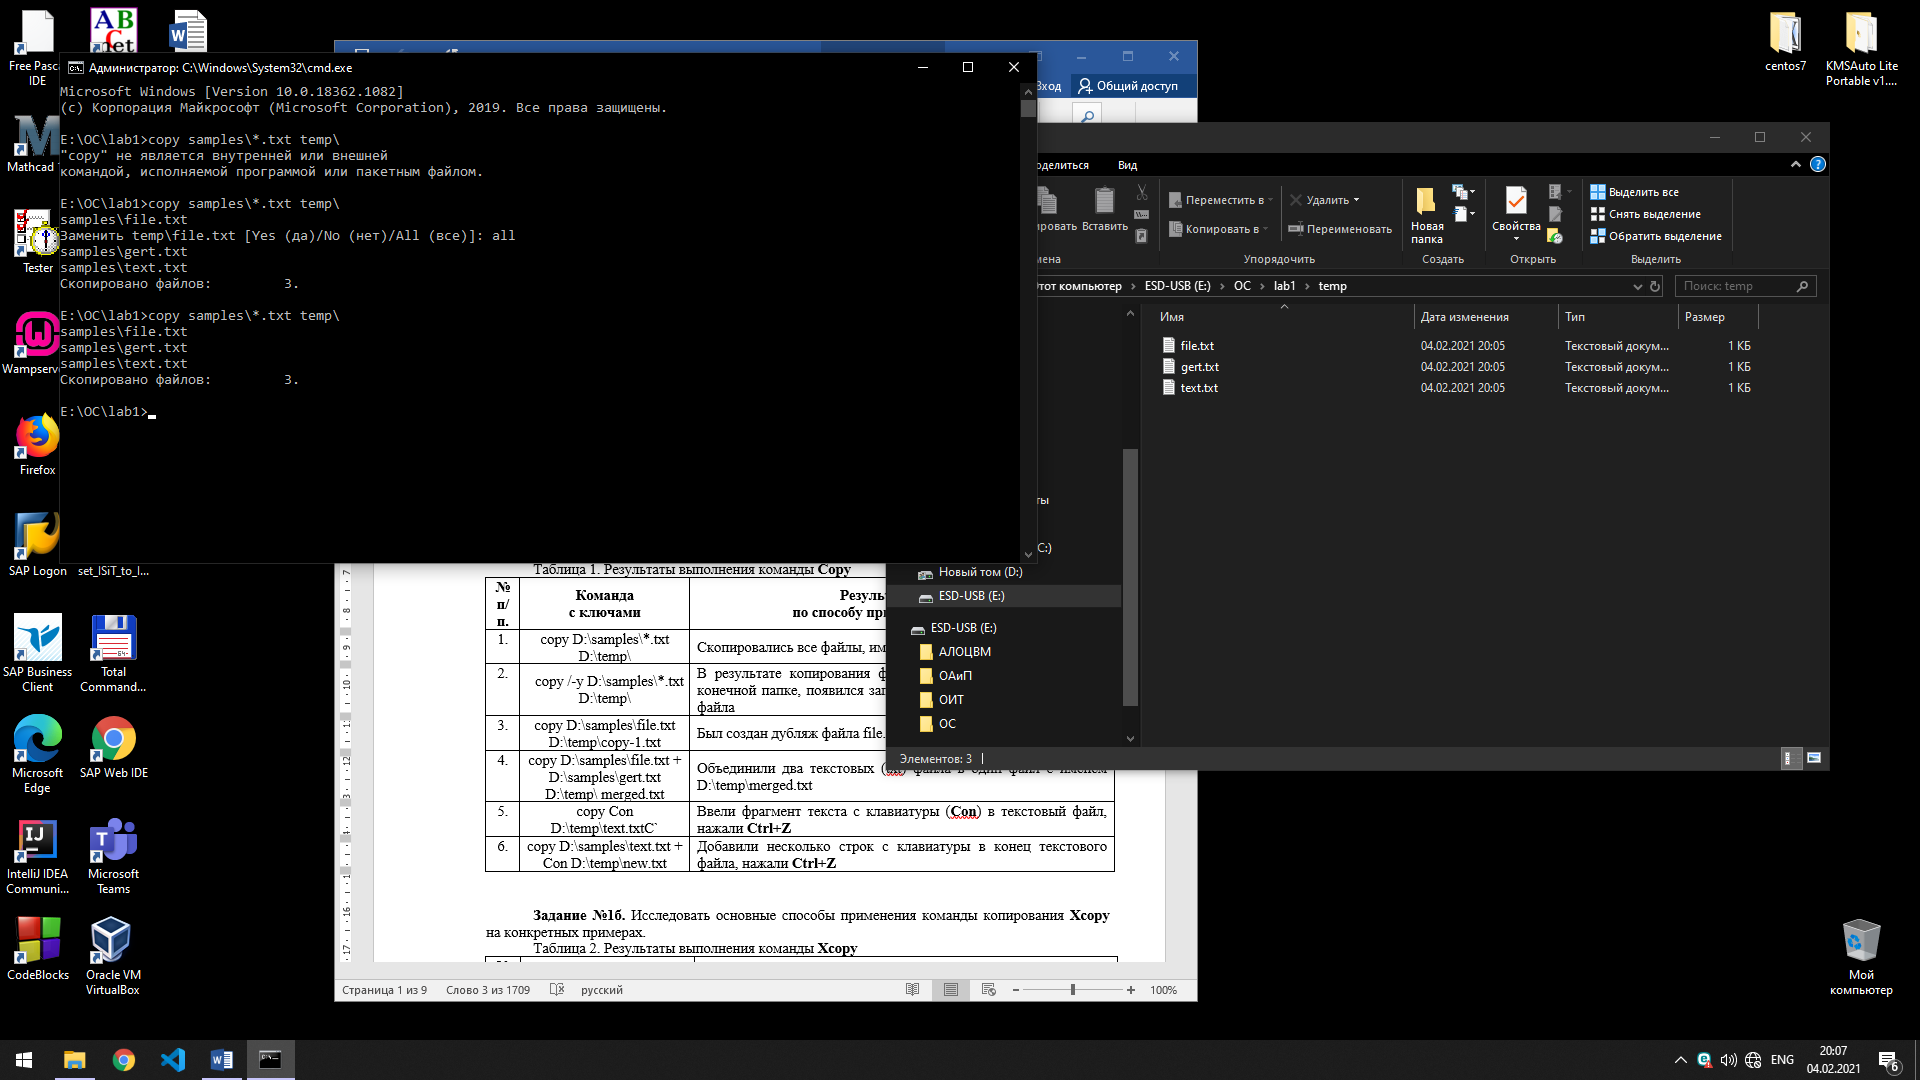 Free Pasc
IDE
Mathcad
Tester
Wampserv
Firefox
SAP Logon
set_ISiT_to_I...
SAP Business
Client
Total
Command...
Microsoft
Edge
SAP Web IDE
IntelliJ IDEA
Communi...
Microsoft
Teams
CodeBlocks
Oracle VM
VirtualBox
centos7
KMSAuto Lite
Portable v1....
Мой
компьютер
Администратор: C:\Windows\System32\cmd.exe
Microsoft Windows [Version 10.0.18362.1082]
(c) Корпорация Майкрософт (Microsoft Corporation), 2019. Все права защищены.
E:\OC\lab1>copy samples\*.txt temp\
"copy" не является внутренней или внешней
командой, исполняемой программой или пакетным файлом.
E:\OC\lab1>copy samples\*.txt temp\
samples\file.txt
Заменить temp\file.txt [Yes (да)/No (нет)/All (все)]: all
samples\gert.txt
samples\text.txt
Скопировано файлов: 3.
E:\OC\lab1>copy samples\*.txt temp\
samples\file.txt
samples\gert.txt
samples\text.txt
Скопировано файлов: 3.
E:\OC\lab1>
Вход
Общий доступ
оделиться
Вид
ировать
Вставить
Переместить в
Копировать в
Удалить
Переименовать
Новая
папка
Свойства
Выделить все
Снять выделение
Обратить выделение
мена
Упорядочить
Создать
Открыть
Выделить
Этот компьютер > ESD-USB (E:) > ОС > lab1 > temp
Поиск: temp
Имя
Дата изменения
Тип
Размер
file.txt 04.02.2021 20:05 Текстовый докум... 1 КБ
gert.txt 04.02.2021 20:05 Текстовый докум... 1 КБ
text.txt 04.02.2021 20:05 Текстовый докум... 1 КБ
ты
C:)
Новый том (D:)
ESD-USB (E:)
ESD-USB (E:)
АЛОЦВМ
ОАиП
ОИТ
ОС
Элементов: 3
Таблица 1. Результаты выполнения команды Copy
№ п/п.
Команда
с ключами
Резул
по способу при
1. copy D:\samples\*.txt D:\temp\
Скопировались все файлы, им
2. copy /-y D:\samples\*.txt D:\temp\
В результате копирования ф
конечной папке, появился зап
файла
3. copy D:\samples\file.txt D:\temp\copy-1.txt
Был создан дубляж файла file.
4. copy D:\samples\file.txt + D:\samples\gert.txt D:\temp\ merged.txt
Объединили два текстовых файла в один файл с именем
D:\temp\merged.txt
5. copy Con D:\temp\text.txtC`
Ввели фрагмент текста с клавиатуры (Con) в текстовый файл,
нажали Ctrl+Z
6. copy D:\samples\text.txt + Con D:\temp\new.txt
Добавили несколько строк с клавиатуры в конец текстового
файла, нажали Ctrl+Z
Задание №1б. Исследовать основные способы применения команды копирования Xcopy
на конкретных примерах.
Таблица 2. Результаты выполнения команды Xcopy
Страница 1 из 9
Слово 3 из 1709
русский
100%
ENG
20:07
04.02.2021
6